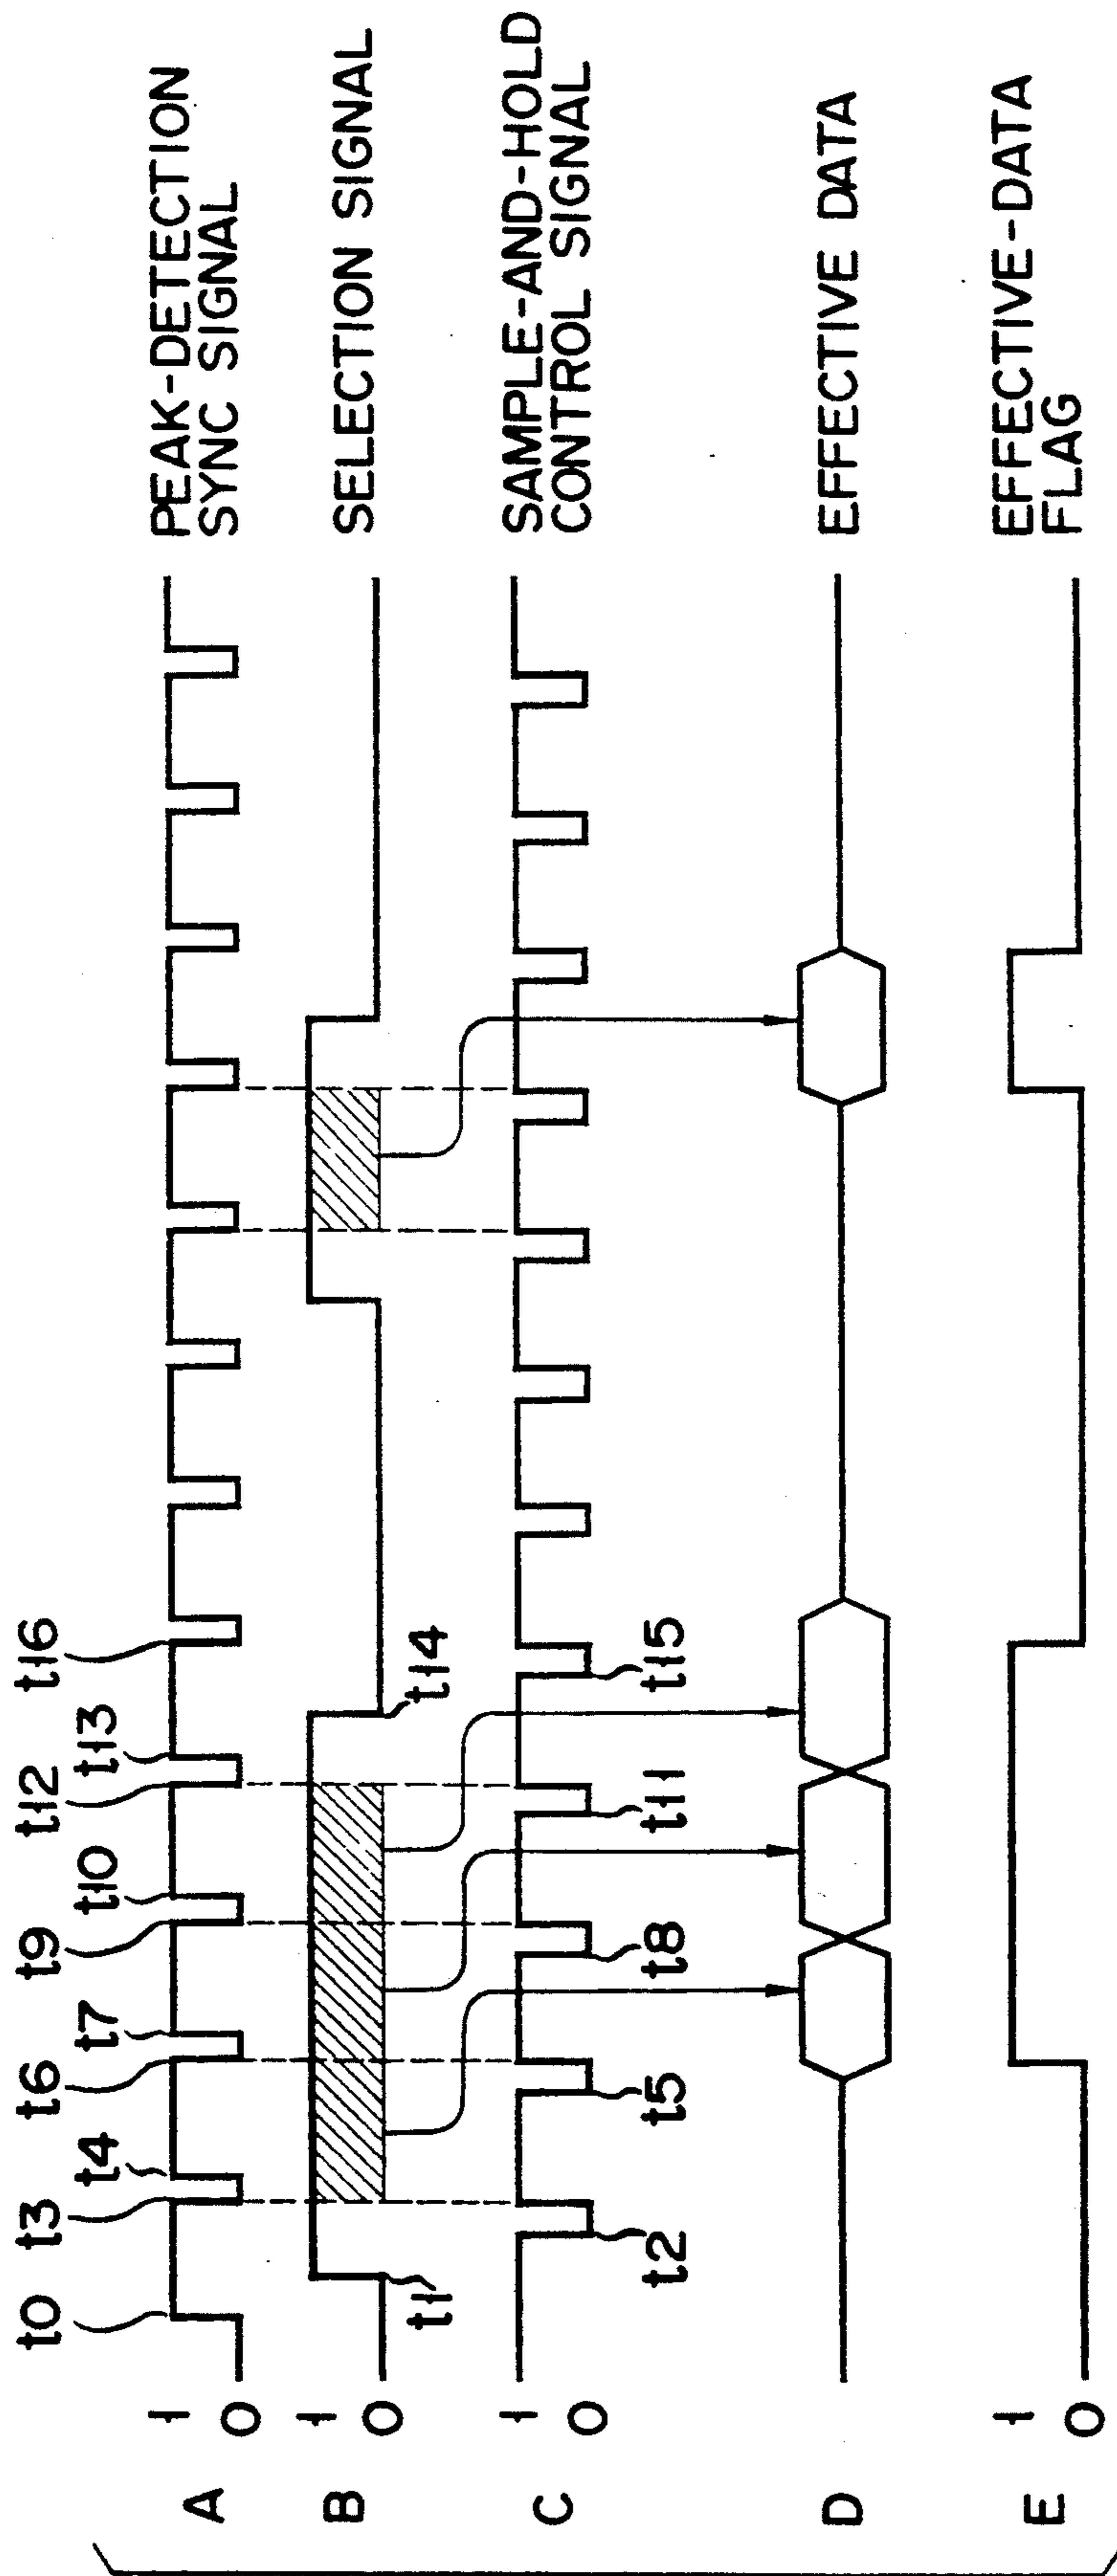 t0 t3 t4 t6 t7 t9 t10 t12 t13 t16
A 1 0 PEAK-DETECTION
SYNC SIGNAL
B 1 0 SELECTION SIGNAL
t1 t14
C 1 0 SAMPLE-AND-HOLD
CONTROL SIGNAL
t2 t5 t8 t11 t15
D EFFECTIVE DATA
E 1 0 EFFECTIVE-DATA
FLAG